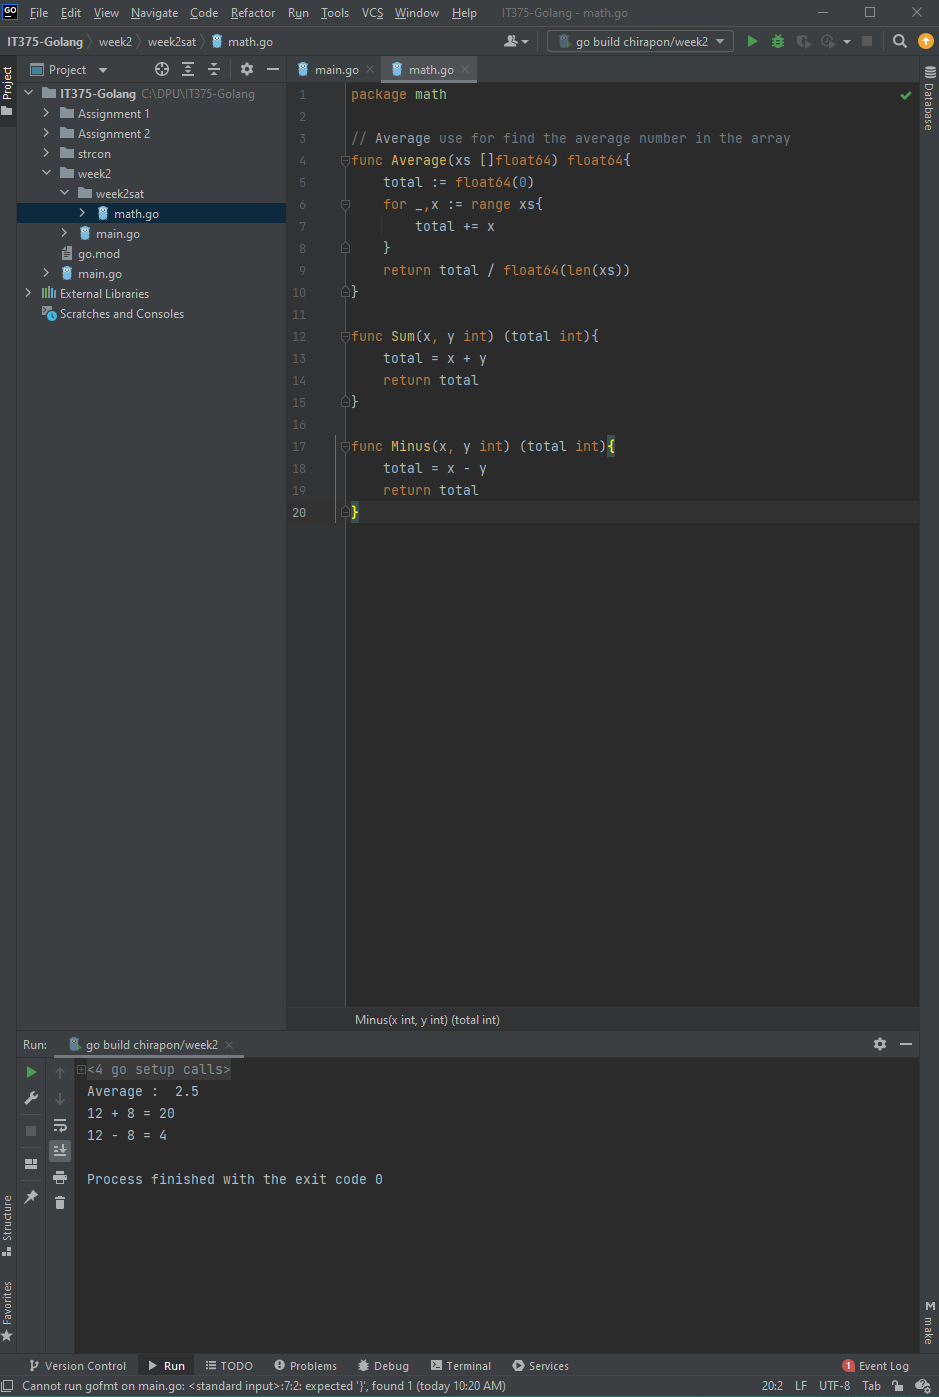 GO File Edit View Navigate Code Refactor Run Tools VCS Window Help IT375-Golang - math.go
IT375-Golang week2 week2sat math.go go build chirapon/week2
Project main.go math.go
Project
Database
IT375-Golang C:\DPU\IT375-Golang
Assignment 1
Assignment 2
strcon
week2
week2sat
math.go
main.go
go.mod
main.go
External Libraries
Scratches and Consoles
1 package math
2
3 // Average use for find the average number in the array
4 func Average(xs []float64) float64{
5 total := float64(0)
6 for _,x := range xs{
7 total += x
8 }
9 return total / float64(len(xs))
10 }
11
12 func Sum(x, y int) (total int){
13 total = x + y
14 return total
15 }
16
17 func Minus(x, y int) (total int){
18 total = x - y
19 return total
20 }
Minus(x int, y int) (total int)
Run: go build chirapon/week2
<4 go setup calls>
Average :  2.5
12 + 8 = 20
12 - 8 = 4
Process finished with the exit code 0
Structure
Favorites
M make
Version Control Run TODO Problems Debug Terminal Services 1 Event Log
Cannot run gofmt on main.go: <standard input>:7:2: expected '}', found 1 (today 10:20 AM) 20:2 LF UTF-8 Tab